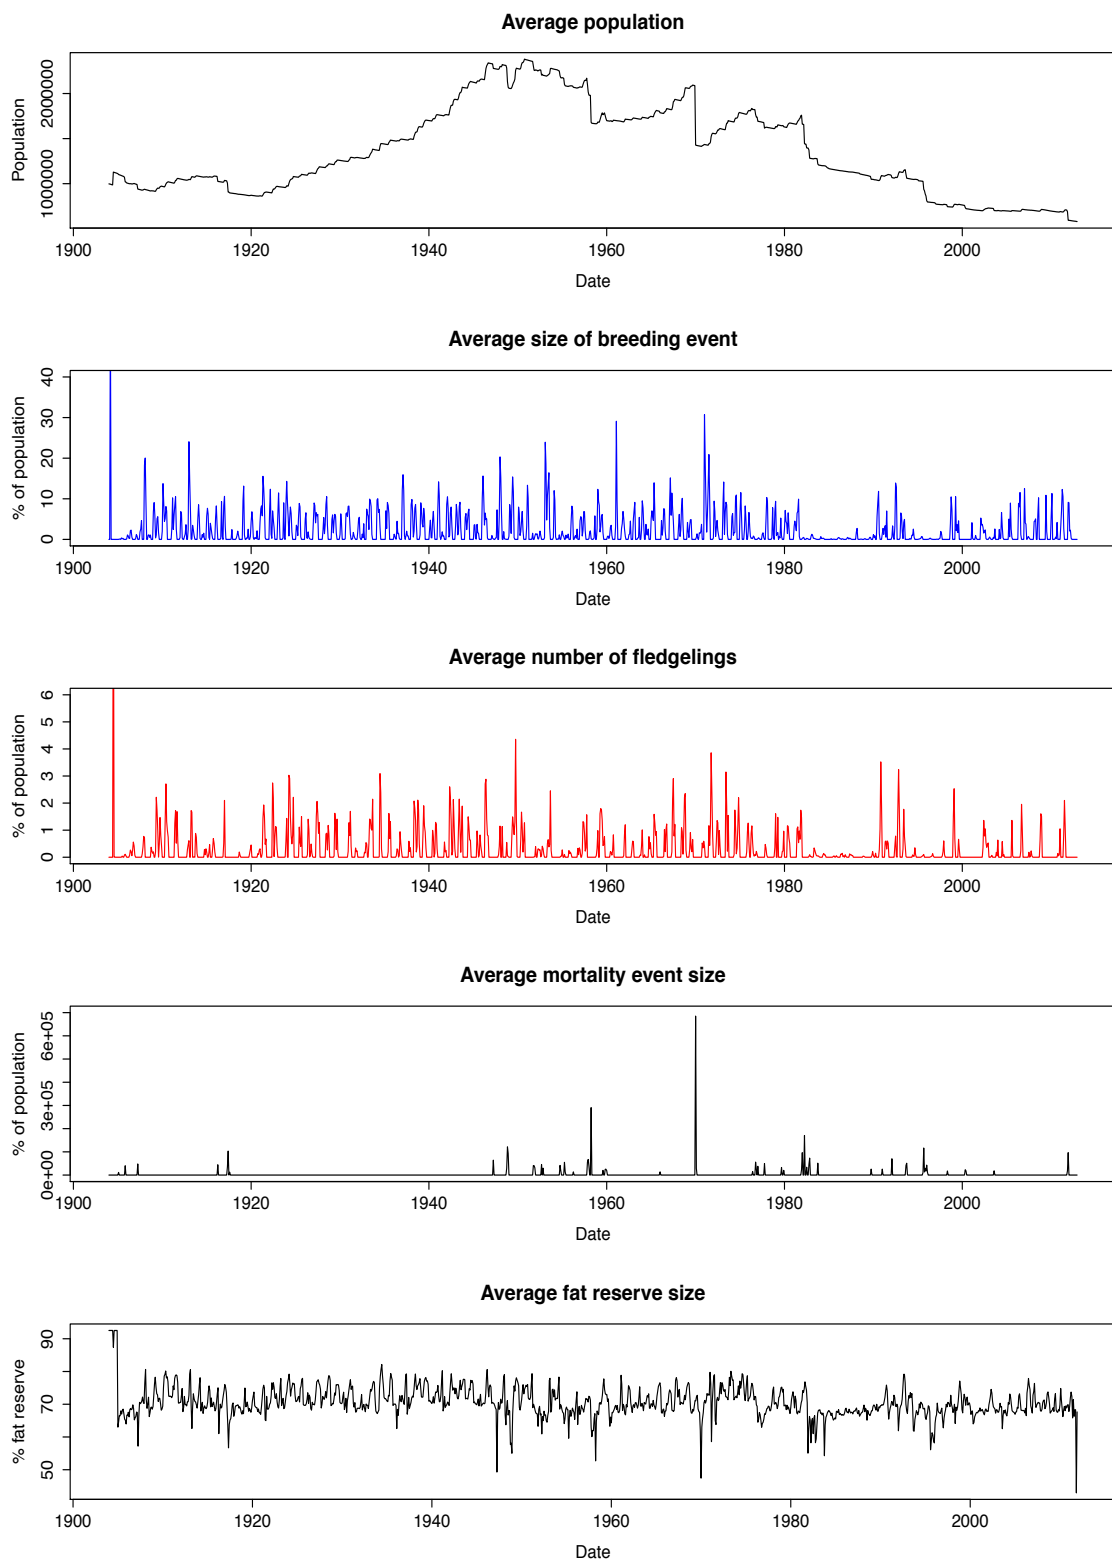 Average population
Population
2000000
1000000
1900 1920 1940 1960 1980 2000
Date
Average size of breeding event
% of population
40
30
20
10
0
1900 1920 1940 1960 1980 2000
Date
Average number of fledgelings
% of population
6
5
4
3
2
1
0
1900 1920 1940 1960 1980 2000
Date
Average mortality event size
% of population
6e+05
3e+05
0e+00
1900 1920 1940 1960 1980 2000
Date
Average fat reserve size
% fat reserve
90
70
50
1900 1920 1940 1960 1980 2000
Date